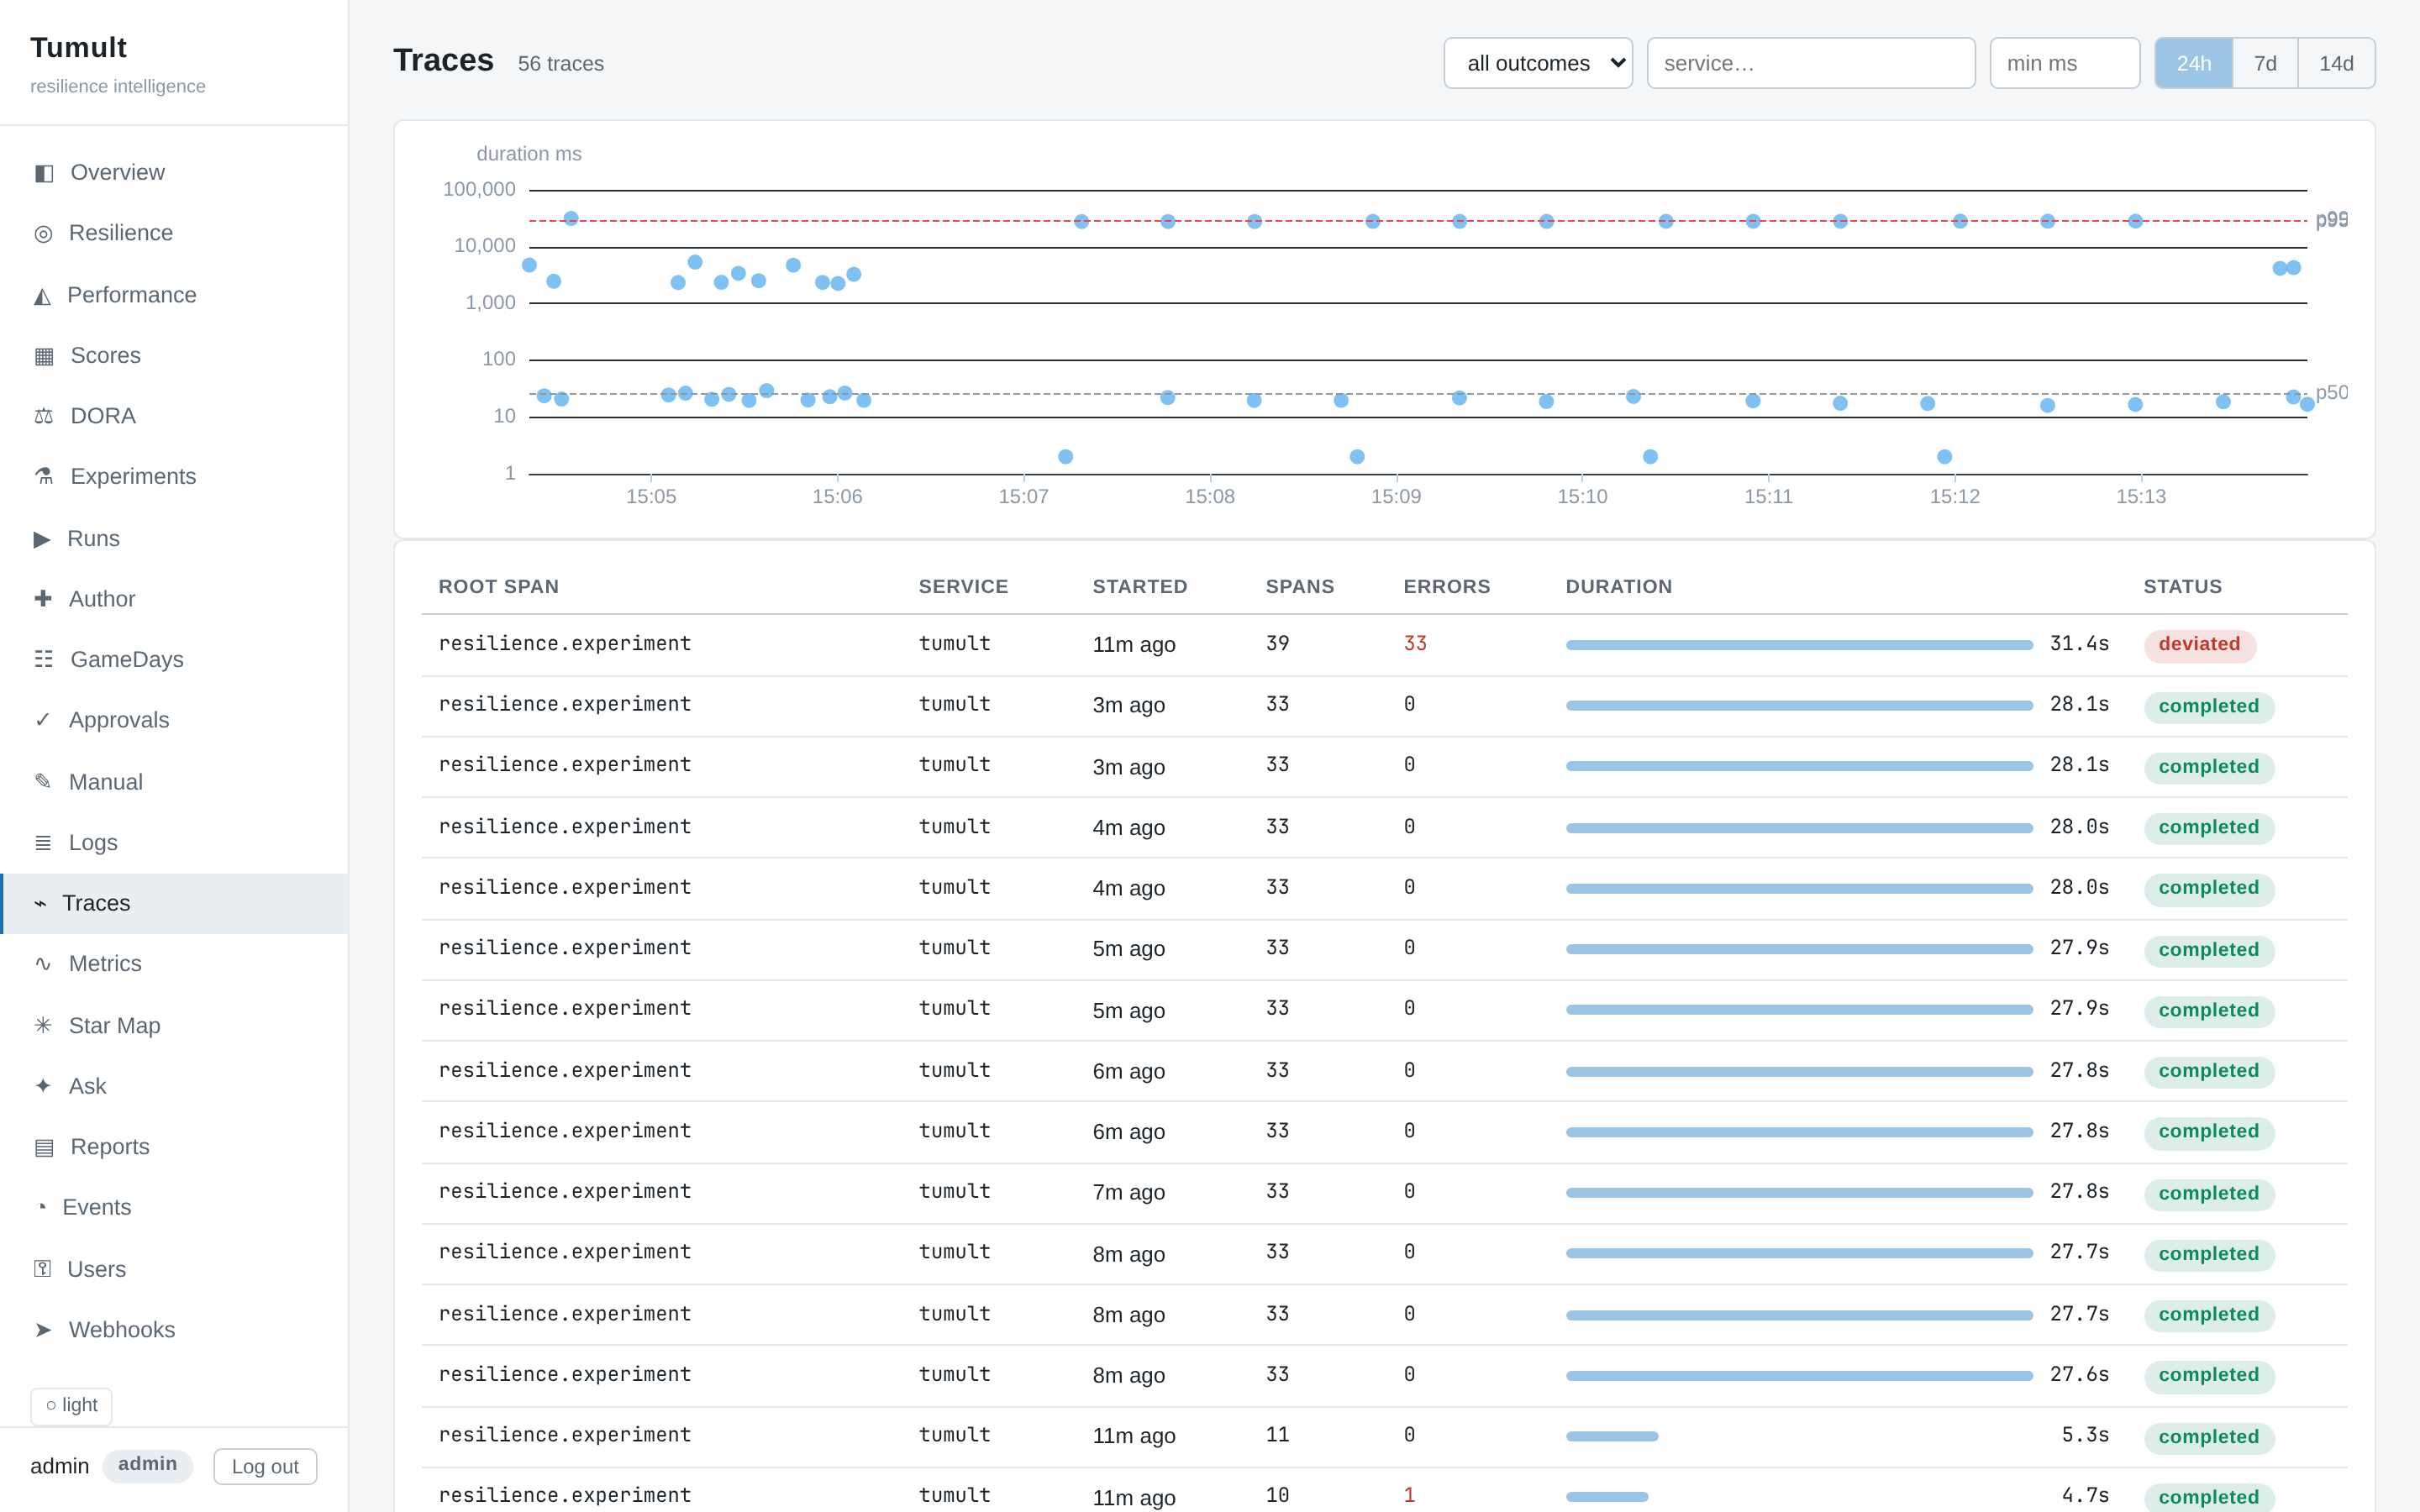 Tumult
resilience intelligence
Overview
Resilience
Performance
Scores
DORA
Experiments
Runs
Author
GameDays
Approvals
Manual
Logs
Traces
Metrics
Star Map
Ask
Reports
Events
Users
Webhooks
○ light
admin admin Log out
Traces 56 traces all outcomes service… min ms 24h 7d 14d
duration ms
100,000
10,000
1,000
100
p50
10
1
15:05 15:06 15:07 15:08 15:09 15:10 15:11 15:12 15:13
ROOT SPAN SERVICE STARTED SPANS ERRORS DURATION STATUS
resilience.experiment tumult 11m ago 39 33 31.4s deviated
resilience.experiment tumult 3m ago 33 0 28.1s completed
resilience.experiment tumult 3m ago 33 0 28.1s completed
resilience.experiment tumult 4m ago 33 0 28.0s completed
resilience.experiment tumult 4m ago 33 0 28.0s completed
resilience.experiment tumult 5m ago 33 0 27.9s completed
resilience.experiment tumult 5m ago 33 0 27.9s completed
resilience.experiment tumult 6m ago 33 0 27.8s completed
resilience.experiment tumult 6m ago 33 0 27.8s completed
resilience.experiment tumult 7m ago 33 0 27.8s completed
resilience.experiment tumult 8m ago 33 0 27.7s completed
resilience.experiment tumult 8m ago 33 0 27.7s completed
resilience.experiment tumult 8m ago 33 0 27.6s completed
resilience.experiment tumult 11m ago 11 0 5.3s completed
resilience.experiment tumult 11m ago 10 1 4.7s completed